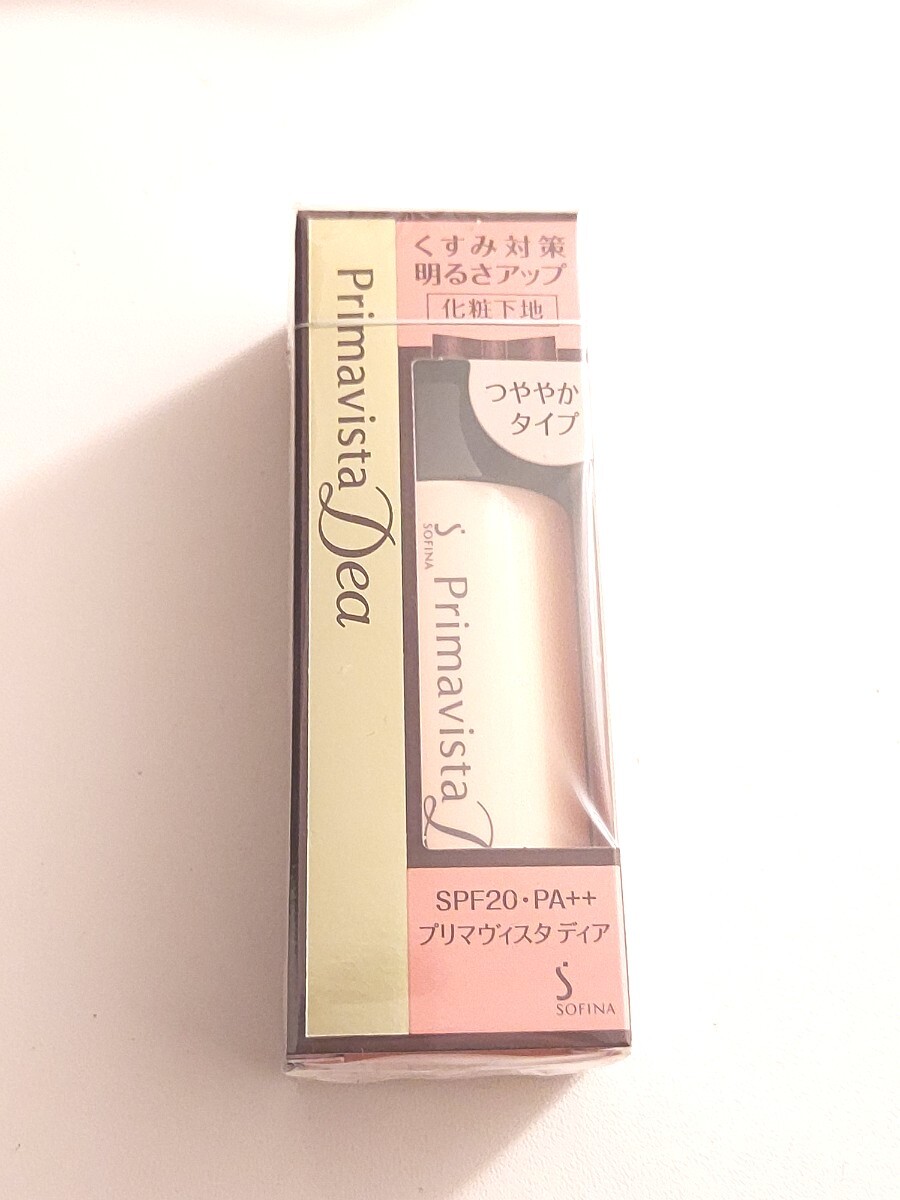 Primavista Dea
くすみ対策
明るさアップ
化粧下地
つややか
タイプ
SOFINA
Primavista
SPF20・PA++
プリマヴィスタ ディア
SOFINA